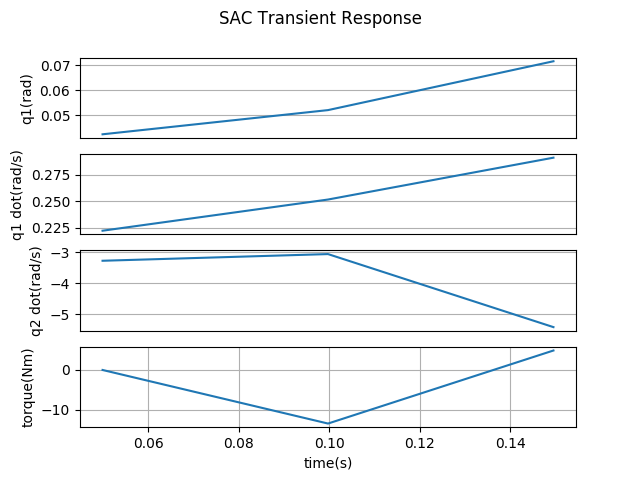 SAC Transient Response
q1(rad)
0.07
0.06
0.05
q1 dot(rad/s)
0.275
0.250
0.225
q2 dot(rad/s)
−3
−4
−5
torque(Nm)
0
−10
0.06 0.08 0.10 0.12 0.14
time(s)